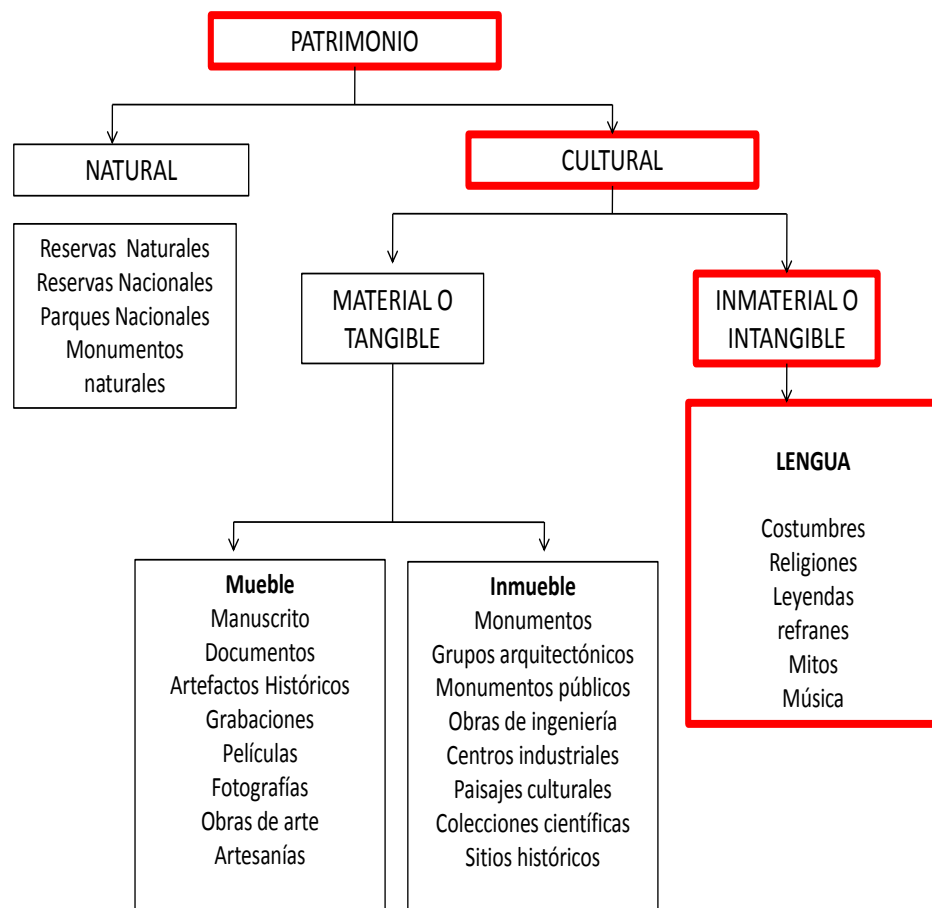 PATRIMONIO
NATURAL
CULTURAL
Reservas Naturales
Reservas Nacionales
Parques Nacionales
Monumentos
naturales
MATERIAL O
TANGIBLE
INMATERIAL O
INTANGIBLE
LENGUA
Costumbres
Religiones
Leyendas
refranes
Mitos
Música
Mueble
Manuscrito
Documentos
Artefactos Históricos
Grabaciones
Películas
Fotografías
Obras de arte
Artesanías
Inmueble
Monumentos
Grupos arquitectónicos
Monumentos públicos
Obras de ingeniería
Centros industriales
Paisajes culturales
Colecciones científicas
Sitios históricos